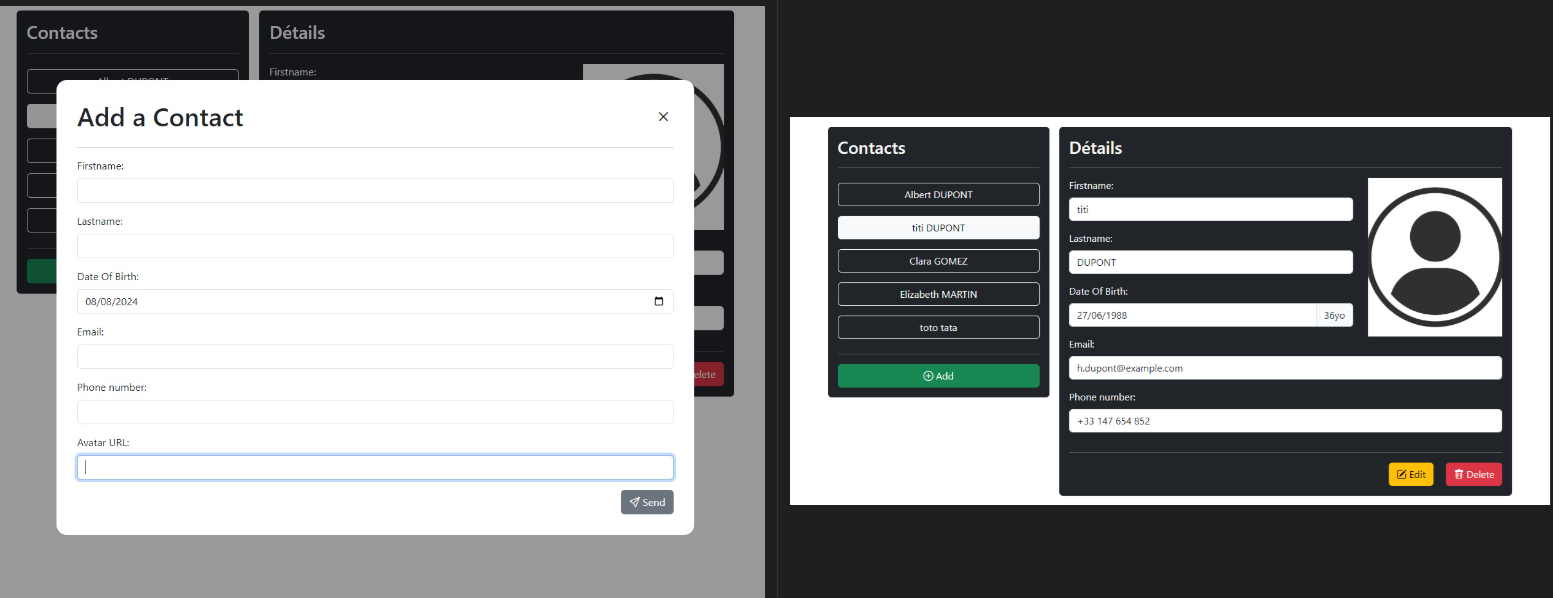 Contacts
Détails
Albert DUPONT
Firstname:
Add a Contact
Firstname:
Lastname:
Date Of Birth:
08/08/2024
Email:
Phone number:
Avatar URL:
Send
Contacts
Albert DUPONT
titi DUPONT
Clara GOMEZ
Elizabeth MARTIN
toto tata
Add
Détails
Firstname:
titi
Lastname:
DUPONT
Date Of Birth:
27/06/1988 36yo
Email:
h.dupont@example.com
Phone number:
+33 147 654 852
Edit Delete